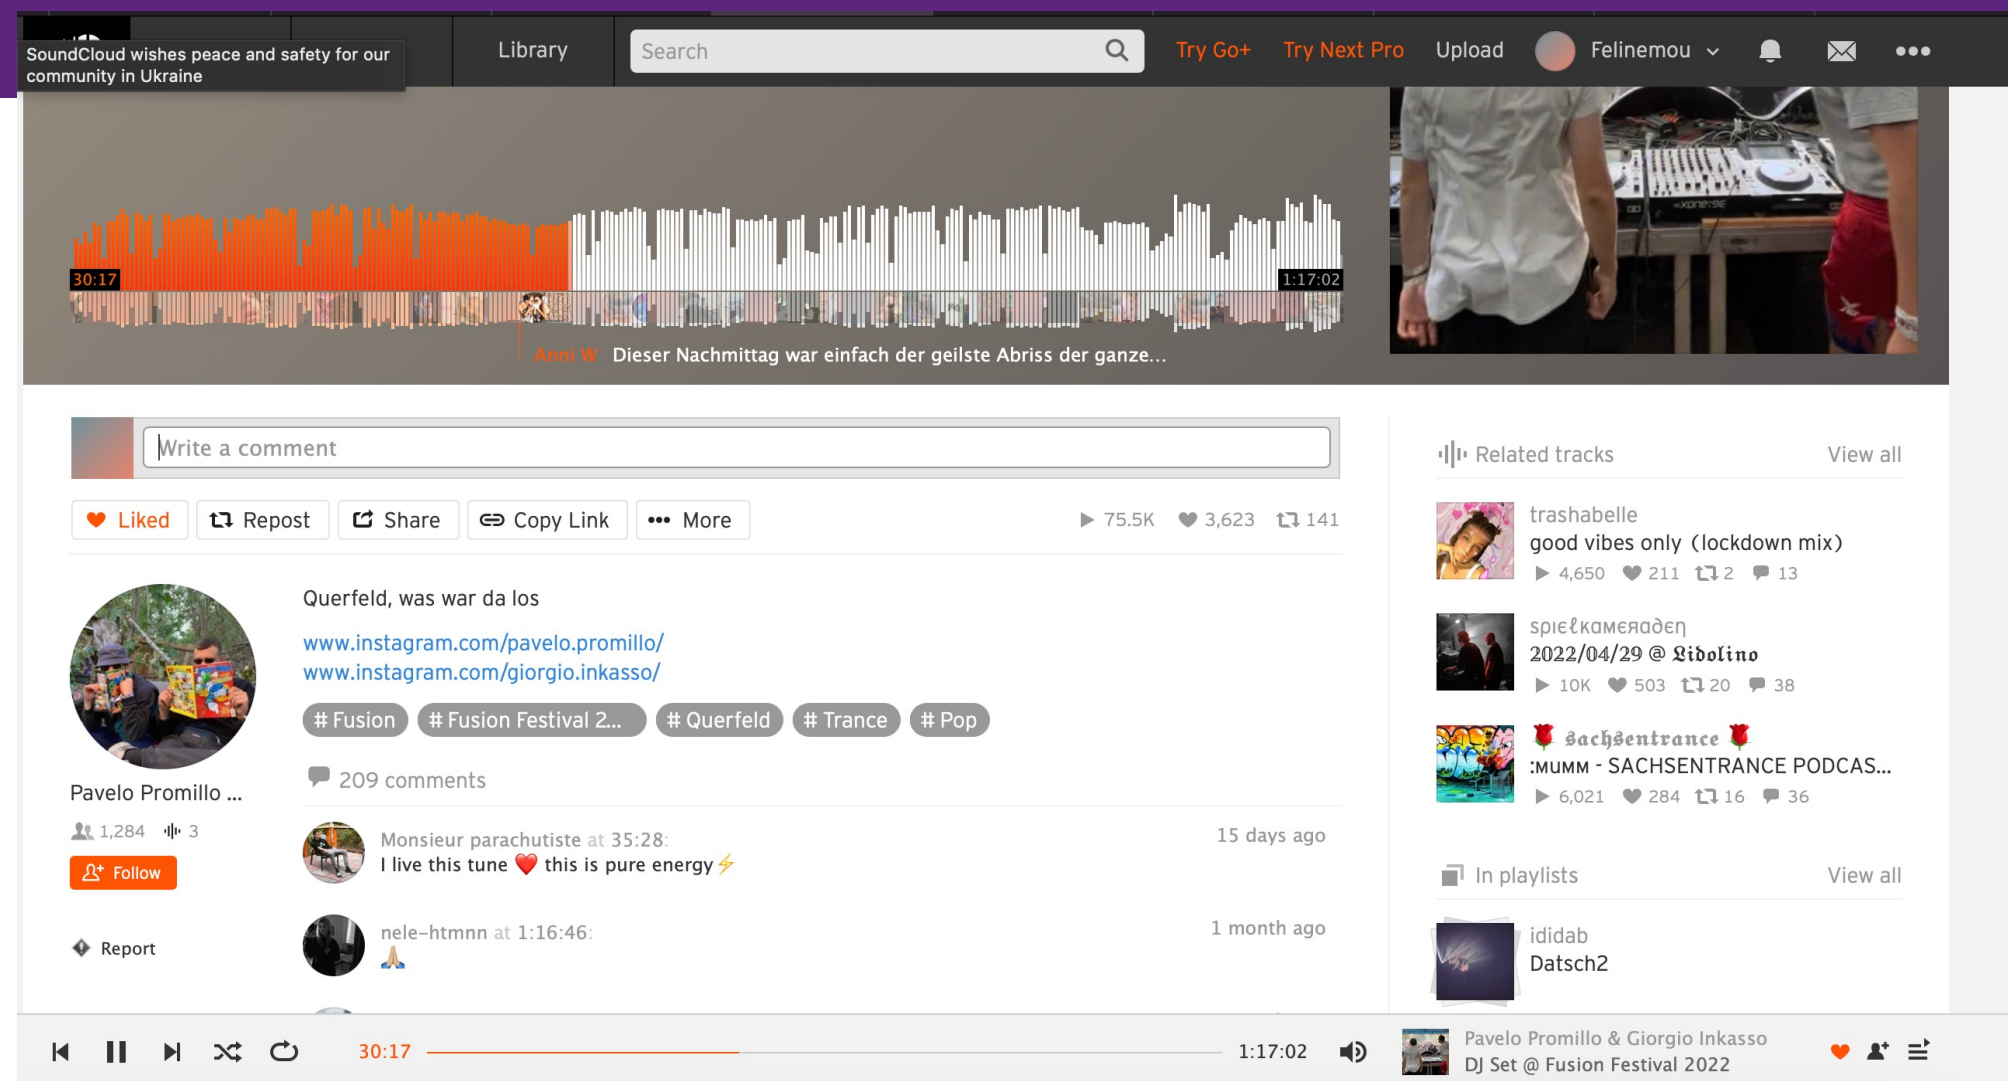 SoundCloud wishes peace and safety for our
community in Ukraine
Library
Search
Try Go+
Try Next Pro
Upload
Felinemou
30:17
1:17:02
Anni W Dieser Nachmittag war einfach der geilste Abriss der ganze...
XONE:96
Write a comment
Liked
Repost
Share
Copy Link
More
75.5K
3,623
141
Pavelo Promillo ...
1,284
3
Follow
Report
Querfeld, was war da los
www.instagram.com/pavelo.promillo/
www.instagram.com/giorgio.inkasso/
# Fusion
# Fusion Festival 2...
# Querfeld
# Trance
# Pop
209 comments
Monsieur parachutiste at 35:28:
15 days ago
I live this tune ❤️ this is pure energy⚡
nele-htmnn at 1:16:46:
1 month ago
🙏🏼
Related tracks
View all
trashabelle
good vibes only (lockdown mix)
4,650
211
2
13
ꜱριєℓкαмєяα∂єη
2022/04/29 @ 𝕷𝖎𝖉𝖔𝖑𝖎𝖓𝖔
10K
503
20
38
🌹 𝖘𝖆𝖈𝖍𝖘𝖊𝖓𝖙𝖗𝖆𝖓𝖈𝖊 🌹
:ᴍᴜᴍᴍ - SACHSENTRANCE PODCAS...
6,021
284
16
36
In playlists
View all
ididab
Datsch2
30:17
1:17:02
Pavelo Promillo & Giorgio Inkasso
DJ Set @ Fusion Festival 2022